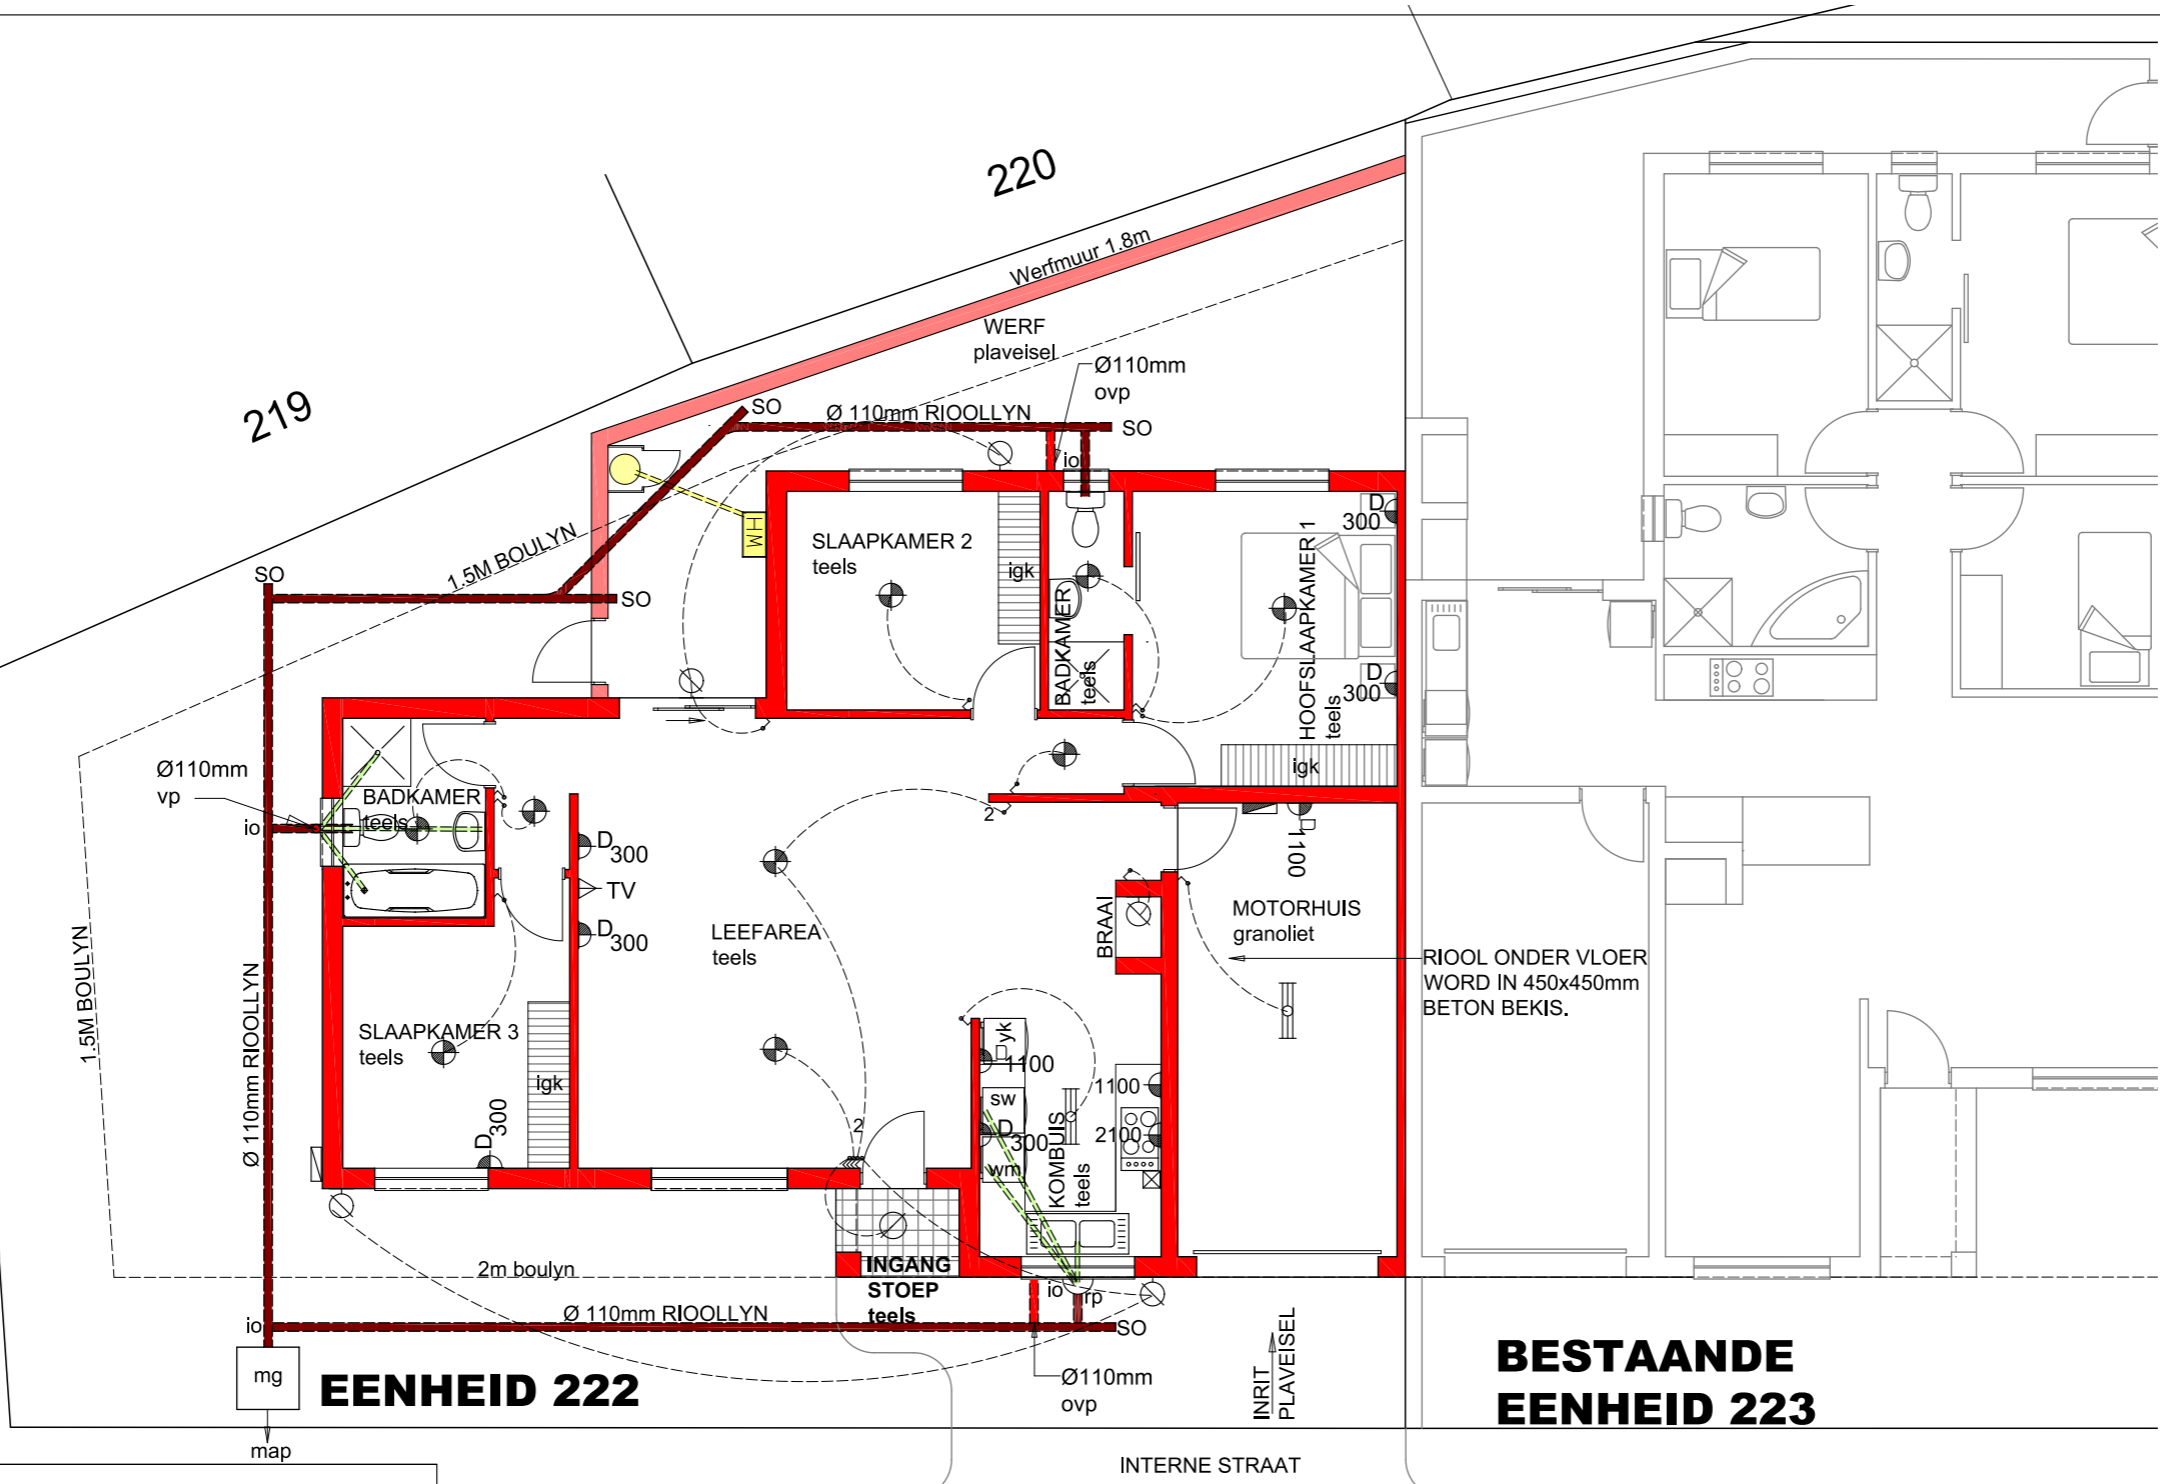 220
219
Werfmuur 1.8m
WERF
plaveisel
Ø110mm
ovp
SO
Ø 110mm RIOOLLYN
SO
io
1.5M BOULYN
HM
SLAAPKAMER 2
teels
igk
BADKAMER
teels
HOOFSLAAPKAMER 1
teels
D
300
D
300
igk
SO
SO
Ø110mm
vp
io
BADKAMER
teels
D
300
TV
D
300
2
1100
LEEFAREA
teels
BRAAI
MOTORHUIS
granoliet
RIOOL ONDER VLOER
WORD IN 450x450mm
BETON BEKIS.
1.5M BOULYN
Ø 110mm RIOOLLYN
SLAAPKAMER 3
teels
igk
D
300
yk
1100
sw
D
300
wm
KOMBUIS
teels
1100
2100
2
INGANG
STOEP
teels
2m boulyn
Ø 110mm RIOOLLYN
io
io
rp
SO
Ø110mm
ovp
mg
map
EENHEID 222
INRIT
PLAVEISEL
BESTAANDE
EENHEID 223
INTERNE STRAAT